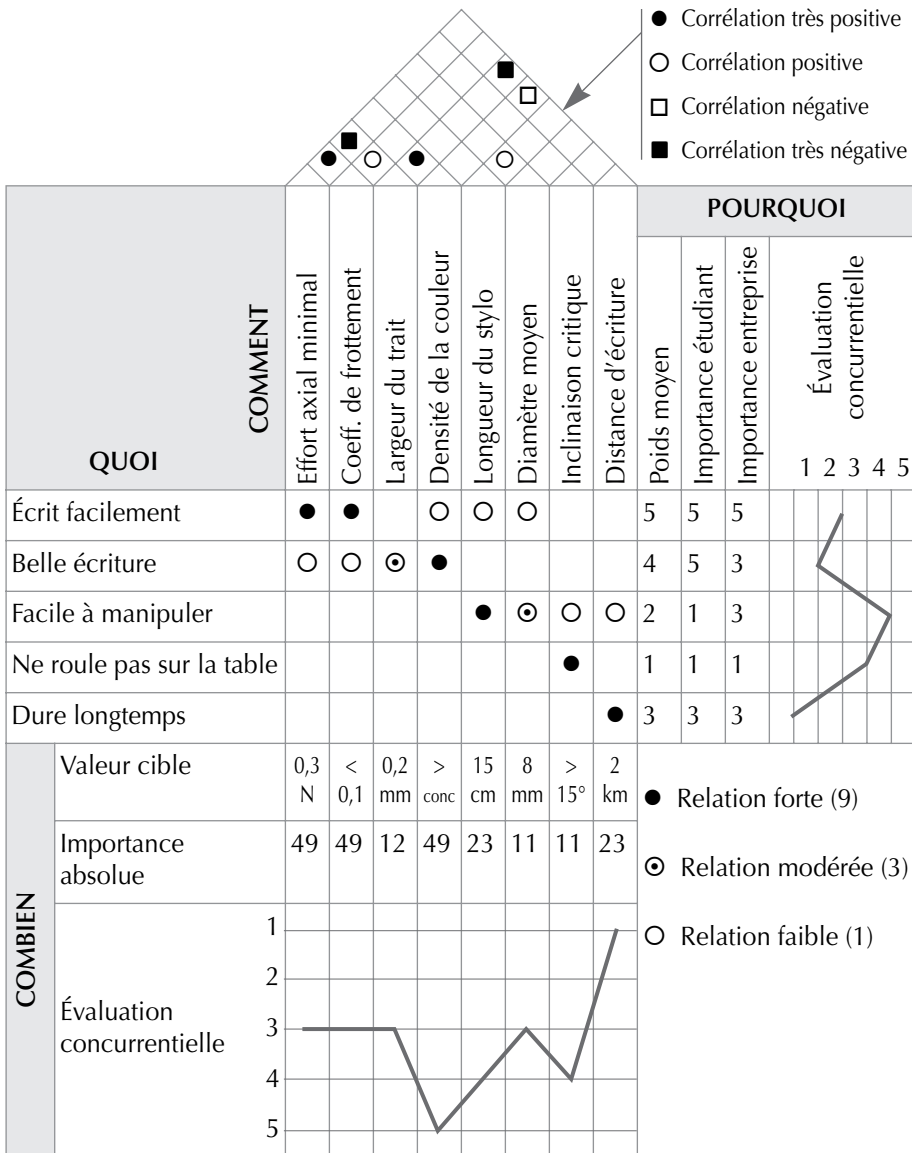 Corrélation très positive
Corrélation positive
Corrélation négative
Corrélation très négative
POURQUOI
COMMENT
QUOI
Effort axial minimal
Coeff. de frottement
Largeur du trait
Densité de la couleur
Longueur du stylo
Diamètre moyen
Inclinaison critique
Distance d'écriture
Poids moyen
Importance étudiant
Importance entreprise
Évaluation
concurrentielle
1 2 3 4 5
Écrit facilement 5 5 5
Belle écriture 4 5 3
Facile à manipuler 2 1 3
Ne roule pas sur la table 1 1 1
Dure longtemps 3 3 3
COMBIEN
Valeur cible
0,3 < 0,2 > 15 8 > 2
N 0,1 mm conc cm mm 15° km
Importance
absolue
49 49 12 49 23 11 11 23
Évaluation
concurrentielle
1
2
3
4
5
Relation forte (9)
Relation modérée (3)
Relation faible (1)